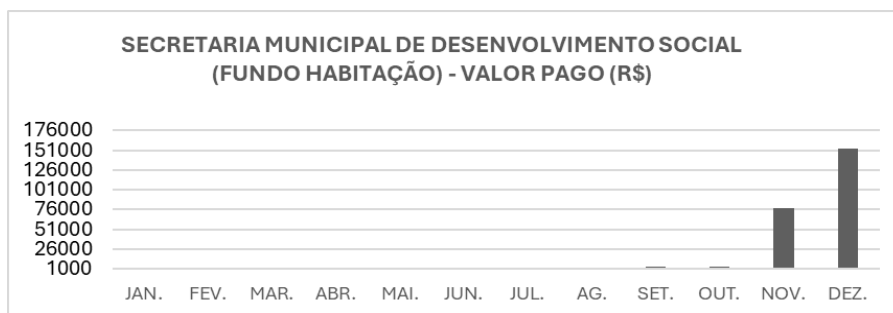 SECRETARIA MUNICIPAL DE DESENVOLVIMENTO SOCIAL
(FUNDO HABITAÇÃO) - VALOR PAGO (R$)
176000
151000
126000
101000
76000
51000
26000
1000
JAN. FEV. MAR. ABR. MAI. JUN. JUL. AG. SET. OUT. NOV. DEZ.